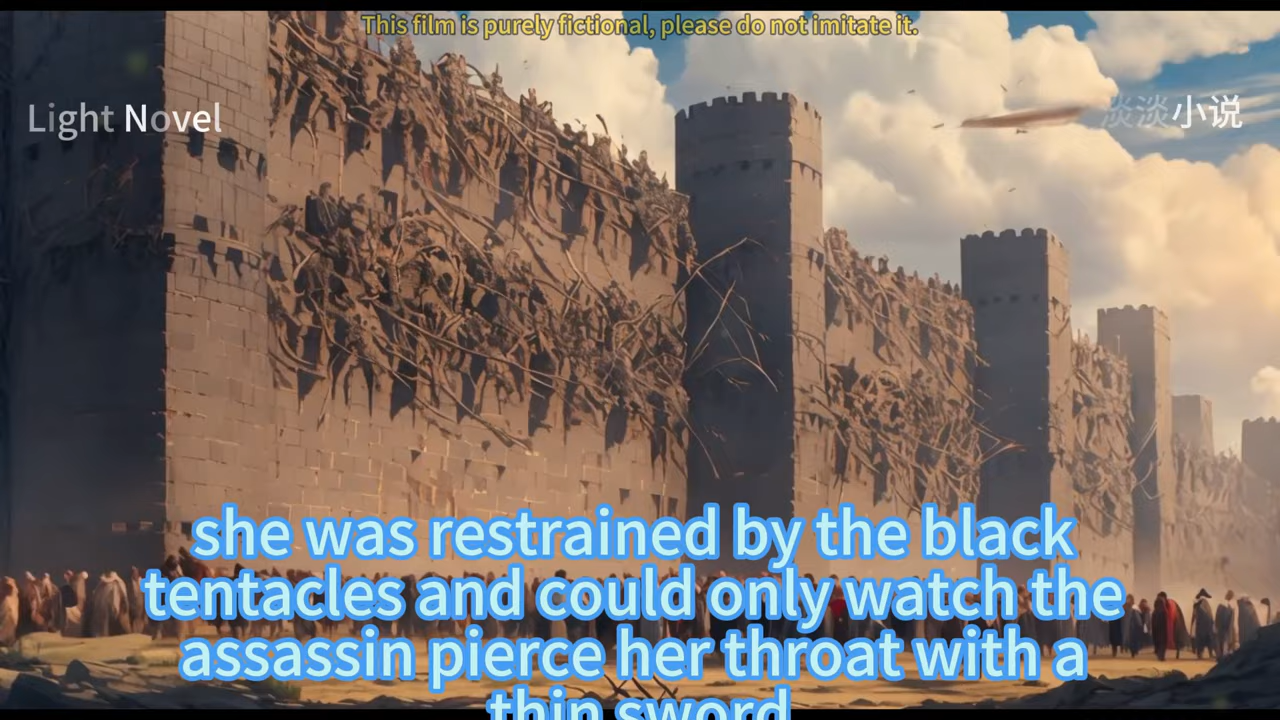 This film is purely fictional, please do not imitate it.
Light Novel
淡淡小说
she was restrained by the black
tentacles and could only watch the
assassin pierce her throat with a
thin sword